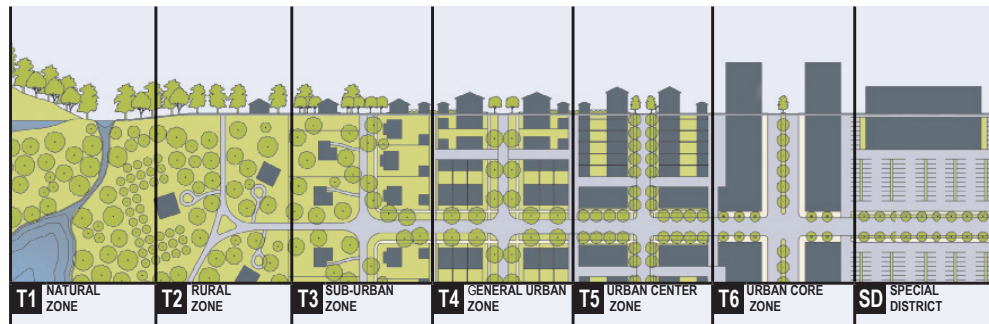 T1 NATURAL
ZONE
T2 RURAL
ZONE
T3 SUB-URBAN
ZONE
T4 GENERAL URBAN
ZONE
T5 URBAN CENTER
ZONE
T6 URBAN CORE
ZONE
SD SPECIAL
DISTRICT